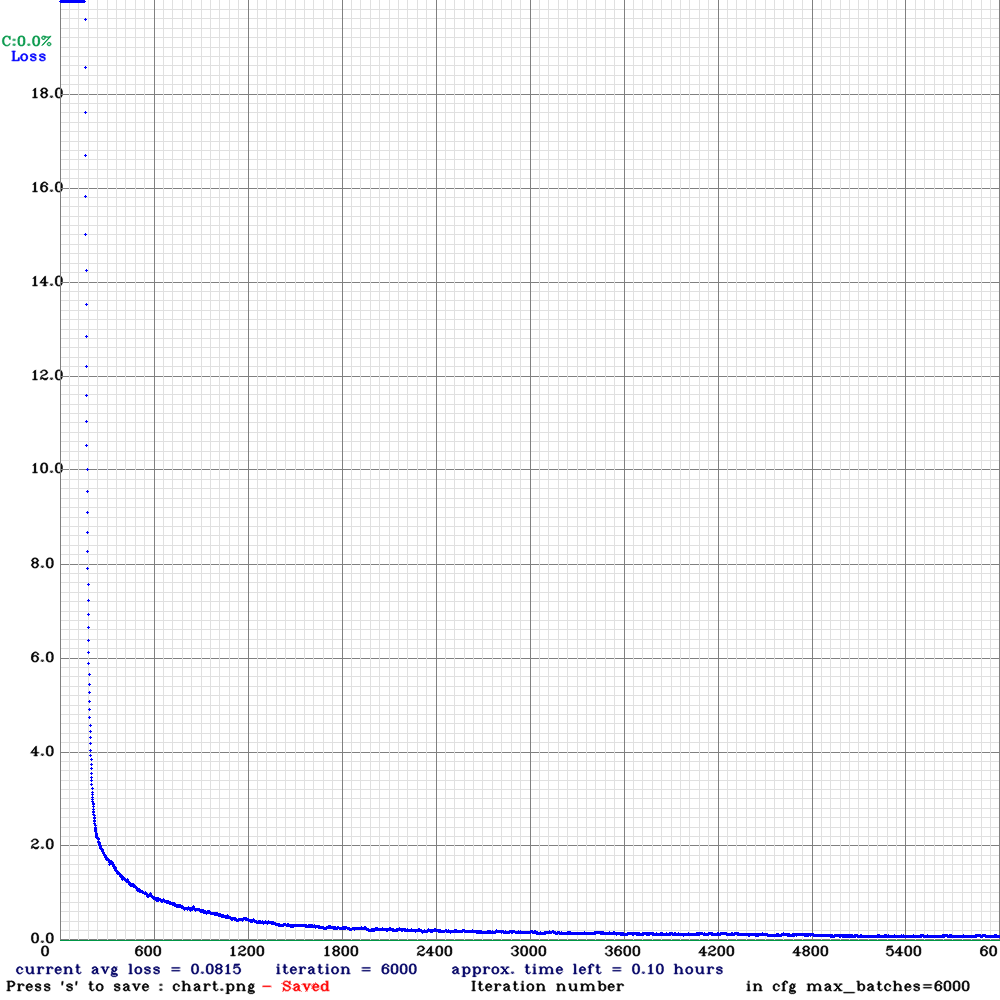 C:0.0%
Loss
18.0
16.0
14.0
12.0
10.0
8.0
6.0
4.0
2.0
0.0
0 600 1200 1800 2400 3000 3600 4200 4800 5400 60
current avg loss = 0.0815 iteration = 6000 approx. time left = 0.10 hours
Press 's' to save : chart.png - Saved Iteration number in cfg max_batches=6000